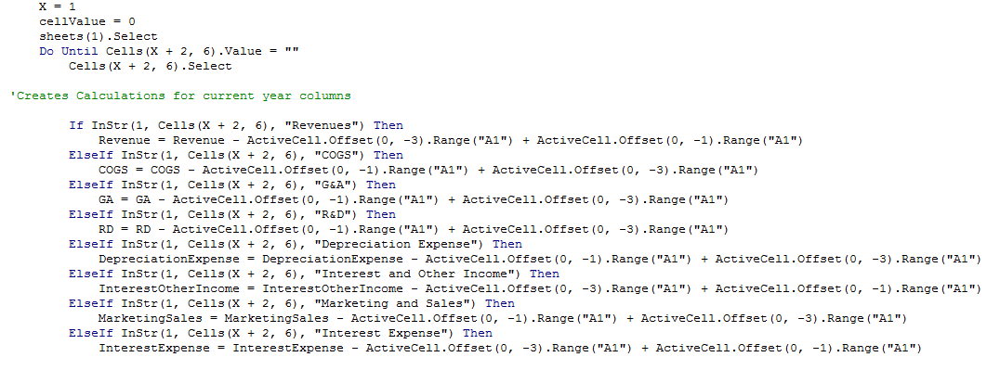 X = 1
cellValue = 0
sheets(1).Select
Do Until Cells(X + 2, 6).Value = ""
Cells(X + 2, 6).Select
'Creates Calculations for current year columns
If InStr(1, Cells(X + 2, 6), "Revenues") Then
Revenue = Revenue - ActiveCell.Offset(0, -3).Range("A1") + ActiveCell.Offset(0, -1).Range("A1")
ElseIf InStr(1, Cells(X + 2, 6), "COGS") Then
COGS = COGS - ActiveCell.Offset(0, -1).Range("A1") + ActiveCell.Offset(0, -3).Range("A1")
ElseIf InStr(1, Cells(X + 2, 6), "G&A") Then
GA = GA - ActiveCell.Offset(0, -1).Range("A1") + ActiveCell.Offset(0, -3).Range("A1")
ElseIf InStr(1, Cells(X + 2, 6), "R&D") Then
RD = RD - ActiveCell.Offset(0, -1).Range("A1") + ActiveCell.Offset(0, -3).Range("A1")
ElseIf InStr(1, Cells(X + 2, 6), "Depreciation Expense") Then
DepreciationExpense = DepreciationExpense - ActiveCell.Offset(0, -1).Range("A1") + ActiveCell.Offset(0, -3).Range("A1")
ElseIf InStr(1, Cells(X + 2, 6), "Interest and Other Income") Then
InterestOtherIncome = InterestOtherIncome - ActiveCell.Offset(0, -3).Range("A1") + ActiveCell.Offset(0, -1).Range("A1")
ElseIf InStr(1, Cells(X + 2, 6), "Marketing and Sales") Then
MarketingSales = MarketingSales - ActiveCell.Offset(0, -1).Range("A1") + ActiveCell.Offset(0, -3).Range("A1")
ElseIf InStr(1, Cells(X + 2, 6), "Interest Expense") Then
InterestExpense = InterestExpense - ActiveCell.Offset(0, -3).Range("A1") + ActiveCell.Offset(0, -1).Range("A1")